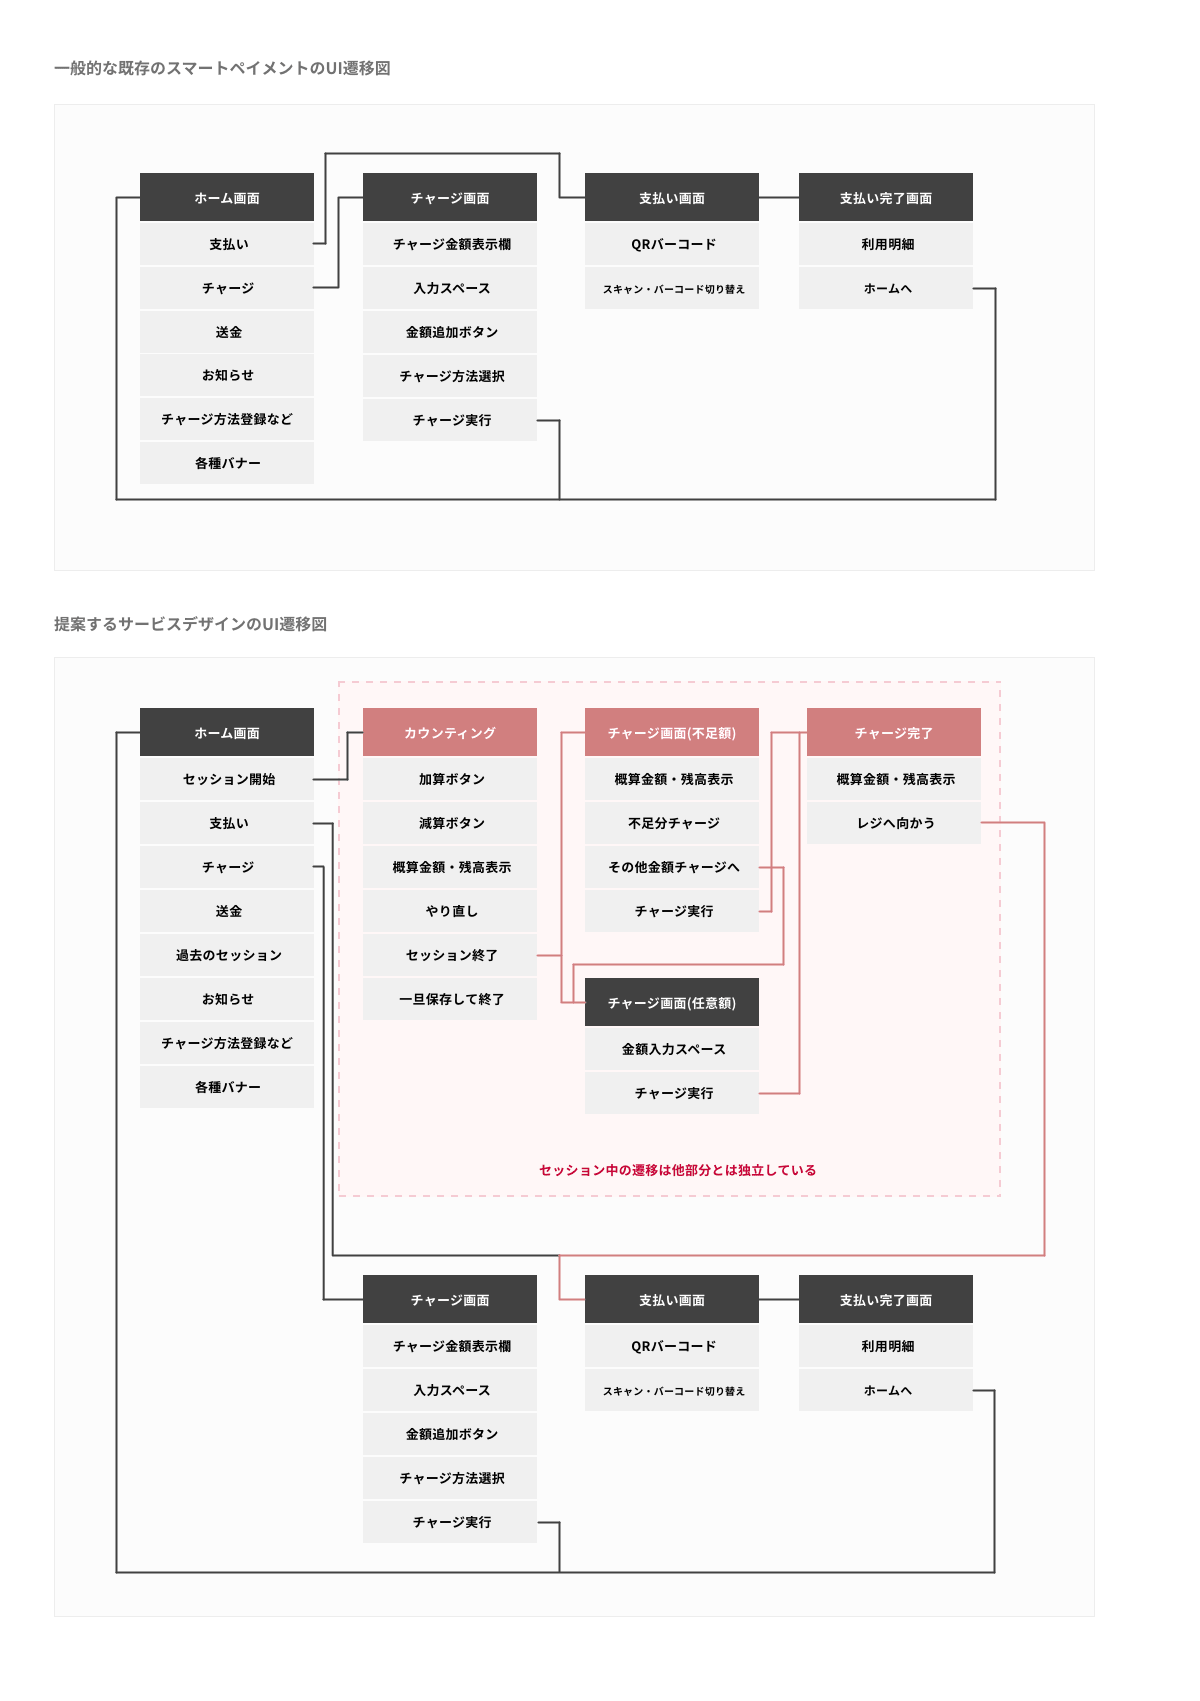 一般的な既存のスマートペイメントのUI遷移図
ホーム画面
支払い
チャージ
送金
お知らせ
チャージ方法登録など
各種バナー
チャージ画面
チャージ金額表示欄
入力スペース
金額追加ボタン
チャージ方法選択
チャージ実行
支払い画面
QRバーコード
スキャン・バーコード切り替え
支払い完了画面
利用明細
ホームへ
提案するサービスデザインのUI遷移図
ホーム画面
セッション開始
支払い
チャージ
送金
過去のセッション
お知らせ
チャージ方法登録など
各種バナー
カウンティング
加算ボタン
減算ボタン
概算金額・残高表示
やり直し
セッション終了
一旦保存して終了
チャージ画面(不足額)
概算金額・残高表示
不足分チャージ
その他金額チャージへ
チャージ実行
チャージ画面(任意額)
金額入力スペース
チャージ実行
チャージ完了
概算金額・残高表示
レジへ向かう
セッション中の遷移は他部分とは独立している
チャージ画面
チャージ金額表示欄
入力スペース
金額追加ボタン
チャージ方法選択
チャージ実行
支払い画面
QRバーコード
スキャン・バーコード切り替え
支払い完了画面
利用明細
ホームへ